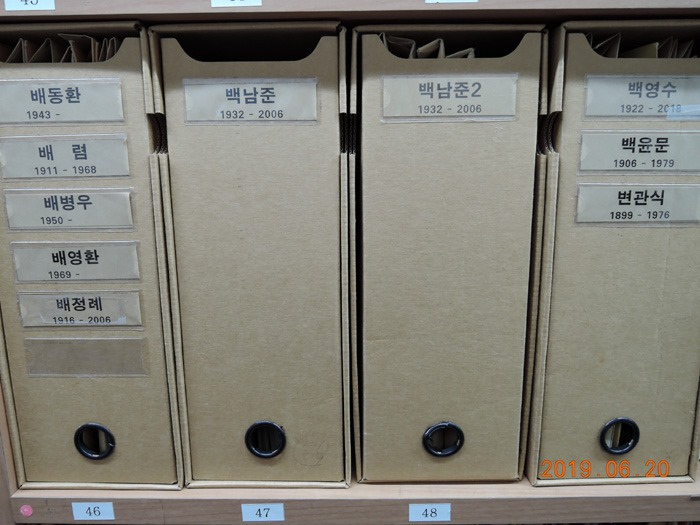 배동환
1943 -
배 렴
1911 - 1968
배병우
1950 -
배영환
1969 -
배정례
1916 - 2006
백남준
1932 - 2006
백남준2
1932 - 2006
백영수
1922 - 2018
백윤문
1906 - 1979
변관식
1899 - 1976
46
47
48
2019.06.20